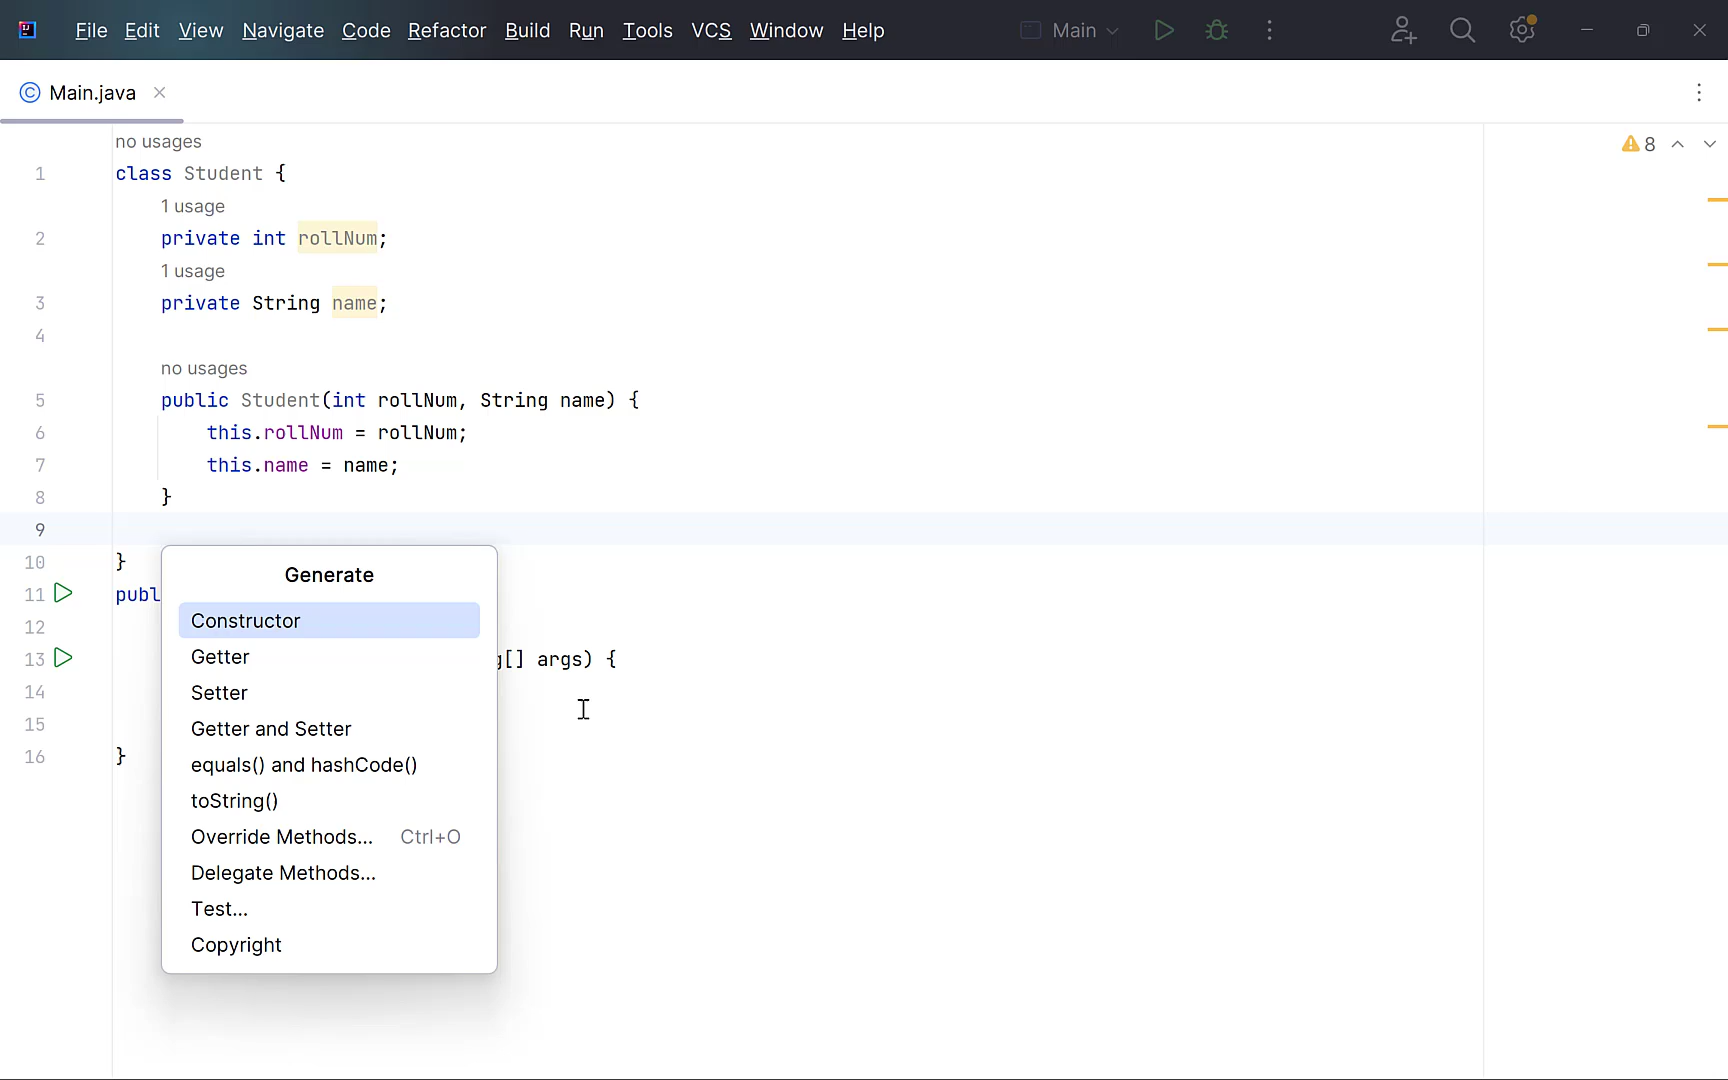 File Edit View Navigate Code Refactor Build Run Tools VCS Window Help Main
Main.java
no usages
8
1 class Student {
1 usage
2 private int rollNum;
1 usage
3 private String name;
4
no usages
5 public Student(int rollNum, String name) {
6 this.rollNum = rollNum;
7 this.name = name;
8 }
9
10 }
Generate
11 publ
Constructor
12
Getter
13 g[] args) {
14
Setter
15
Getter and Setter
16 }
equals() and hashCode()
toString()
Override Methods... Ctrl+O
Delegate Methods...
Test...
Copyright